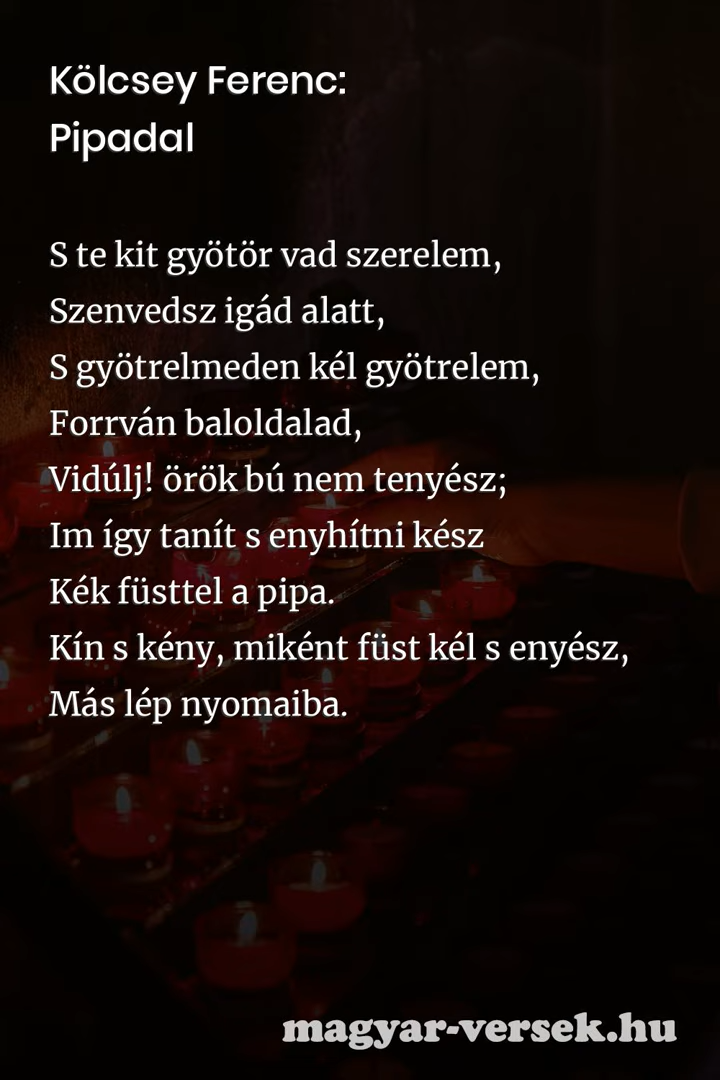 Kölcsey Ferenc:
Pipadal
S te kit gyötör vad szerelem,
Szenvedsz igád alatt,
S gyötrelmeden kél gyötrelem,
Forrván baloldalad,
Vidúlj! örök bú nem tenyész;
Im így tanít s enyhítni kész
Kék füsttel a pipa.
Kín s kény, miként füst kél s enyész,
Más lép nyomaiba.
magyar-versek.hu